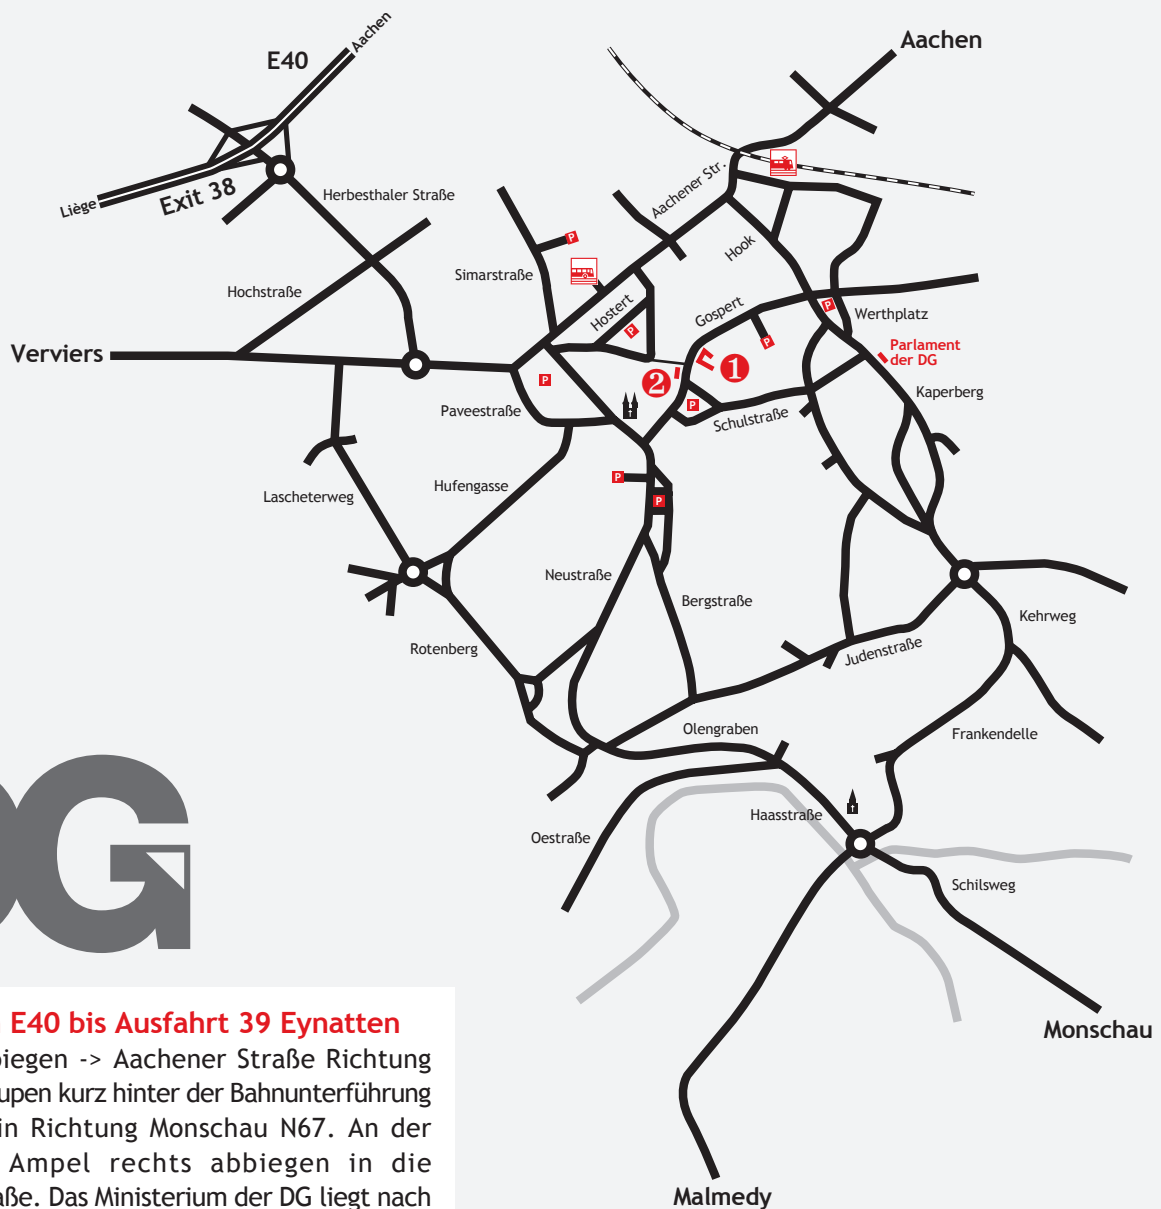 Aachen
E40
Aachen
Exit 38
Liège
Herbesthaler Straße
Aachener Str.
Hook
Simarstraße
Hochstraße
Hostert
Gospert
P
P
P
P
Werthplatz
Parlament
der DG
Verviers
1
2
P
P
Kaperberg
Paveestraße
Schulstraße
Hufengasse
P
P
Lascheterweg
Neustraße
Bergstraße
Kehrweg
Rotenberg
Judenstraße
Olengraben
Frankendelle
Haasstraße
Oestraße
Schilsweg
DG
E40 bis Ausfahrt 39 Eynatten
biegen -> Aachener Straße Richtung
upen kurz hinter der Bahnunterführung
in Richtung Monschau N67. An der
Ampel rechts abbiegen in die
aße. Das Ministerium der DG liegt nach
Monschau
Malmedy